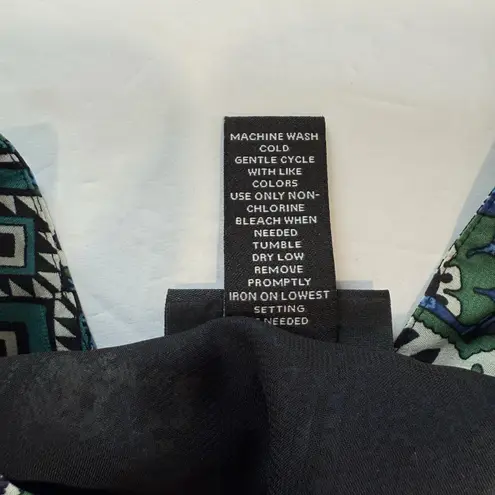 MACHINE WASH
COLD
GENTLE CYCLE
WITH LIKE
COLORS
USE ONLY NON-
CHLORINE
BLEACH WHEN
NEEDED
TUMBLE
DRY LOW
REMOVE
PROMPTLY
IRON ON LOWEST
SETTING
NEEDED